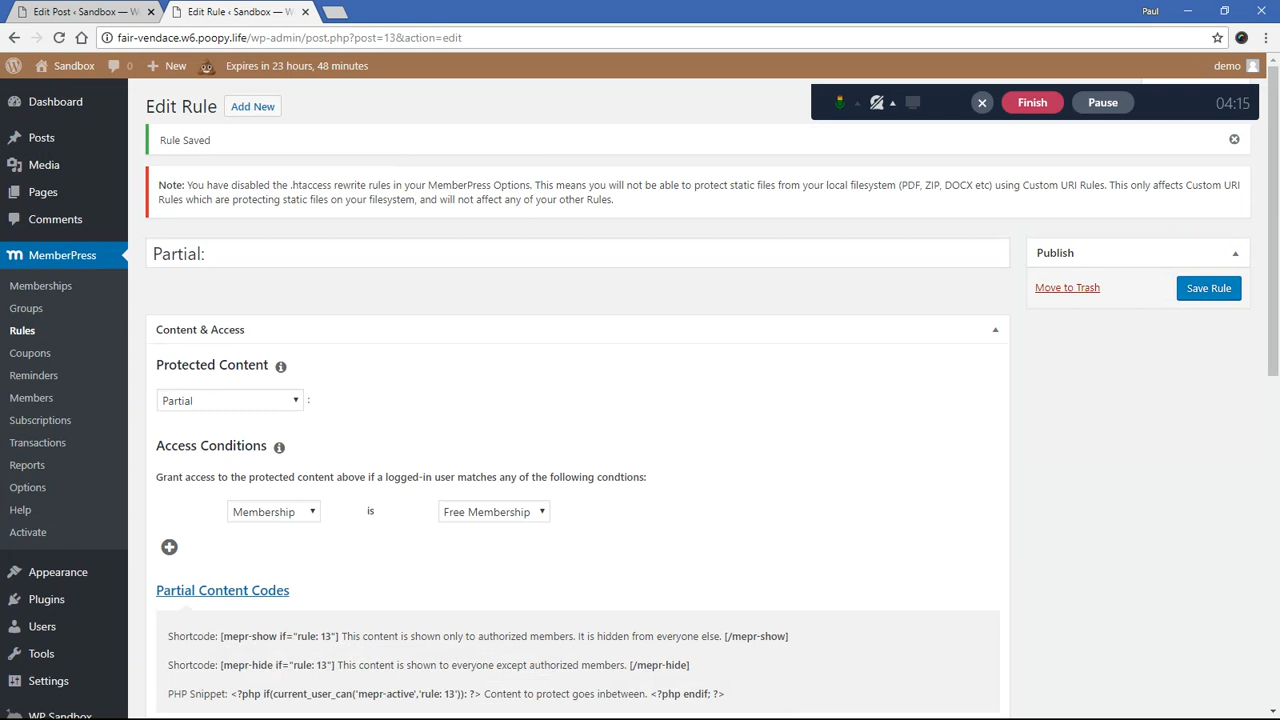 Edit Post ‹ Sandbox — W
Edit Rule ‹ Sandbox — W
Paul
fair-vendace.w6.poopy.life/wp-admin/post.php?post=13&action=edit
Sandbox
0
New
Expires in 23 hours, 48 minutes
demo
Dashboard
Posts
Media
Pages
Comments
MemberPress
Memberships
Groups
Rules
Coupons
Reminders
Members
Subscriptions
Transactions
Reports
Options
Help
Activate
Appearance
Plugins
Users
Tools
Settings
WP Sandbox
Edit Rule
Add New
Finish
Pause
04:15
Rule Saved
Note: You have disabled the .htaccess rewrite rules in your MemberPress Options. This means you will not be able to protect static files from your local filesystem (PDF, ZIP, DOCX etc) using Custom URI Rules. This only affects Custom URI
Rules which are protecting static files on your filesystem, and will not affect any of your other Rules.
Partial:
Publish
Move to Trash
Save Rule
Content & Access
Protected Content
Partial
:
Access Conditions
Grant access to the protected content above if a logged-in user matches any of the following condtions:
Membership
is
Free Membership
Partial Content Codes
Shortcode: [mepr-show if="rule: 13"] This content is shown only to authorized members. It is hidden from everyone else. [/mepr-show]
Shortcode: [mepr-hide if="rule: 13"] This content is shown to everyone except authorized members. [/mepr-hide]
PHP Snippet: <?php if(current_user_can('mepr-active','rule: 13')): ?> Content to protect goes inbetween. <?php endif; ?>